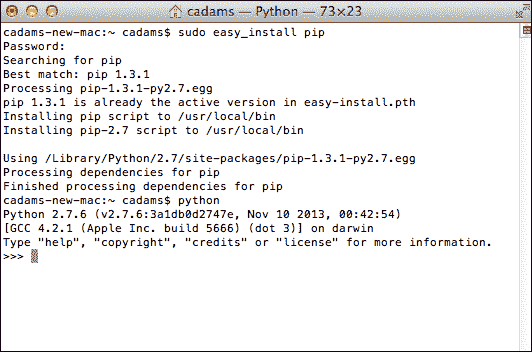 cadams — Python — 73×23
cadams-new-mac:~ cadams$ sudo easy_install pip
Password:
Searching for pip
Best match: pip 1.3.1
Processing pip-1.3.1-py2.7.egg
pip 1.3.1 is already the active version in easy-install.pth
Installing pip script to /usr/local/bin
Installing pip-2.7 script to /usr/local/bin
Using /Library/Python/2.7/site-packages/pip-1.3.1-py2.7.egg
Processing dependencies for pip
Finished processing dependencies for pip
cadams-new-mac:~ cadams$ python
Python 2.7.6 (v2.7.6:3a1db0d2747e, Nov 10 2013, 00:42:54)
[GCC 4.2.1 (Apple Inc. build 5666) (dot 3)] on darwin
Type "help", "copyright", "credits" or "license" for more information.
>>>